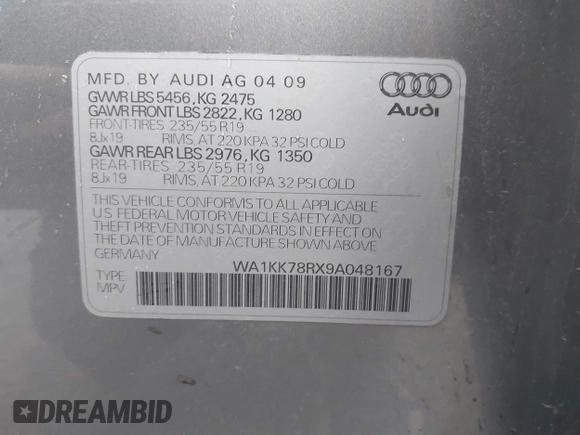 MFD. BY AUDI AG 04 09
GVWR LBS 5456, KG 2475
GAWR FRONT LBS 2822, KG 1280
FRONT-TIRES 235/55 R19
8Jx19 RIMS, AT 220 KPA 32 PSI COLD
GAWR REAR LBS 2976, KG 1350
REAR-TIRES 235/55 R19
8Jx19 RIMS, AT 220 KPA 32 PSI COLD
Audi
THIS VEHICLE CONFORMS TO ALL APPLICABLE
U.S. FEDERAL MOTOR VEHICLE SAFETY AND
THEFT PREVENTION STANDARDS IN EFFECT ON
THE DATE OF MANUFACTURE SHOWN ABOVE.
GERMANY
WA1KK78RX9A048167
TYPE
MPV
DREAMBID